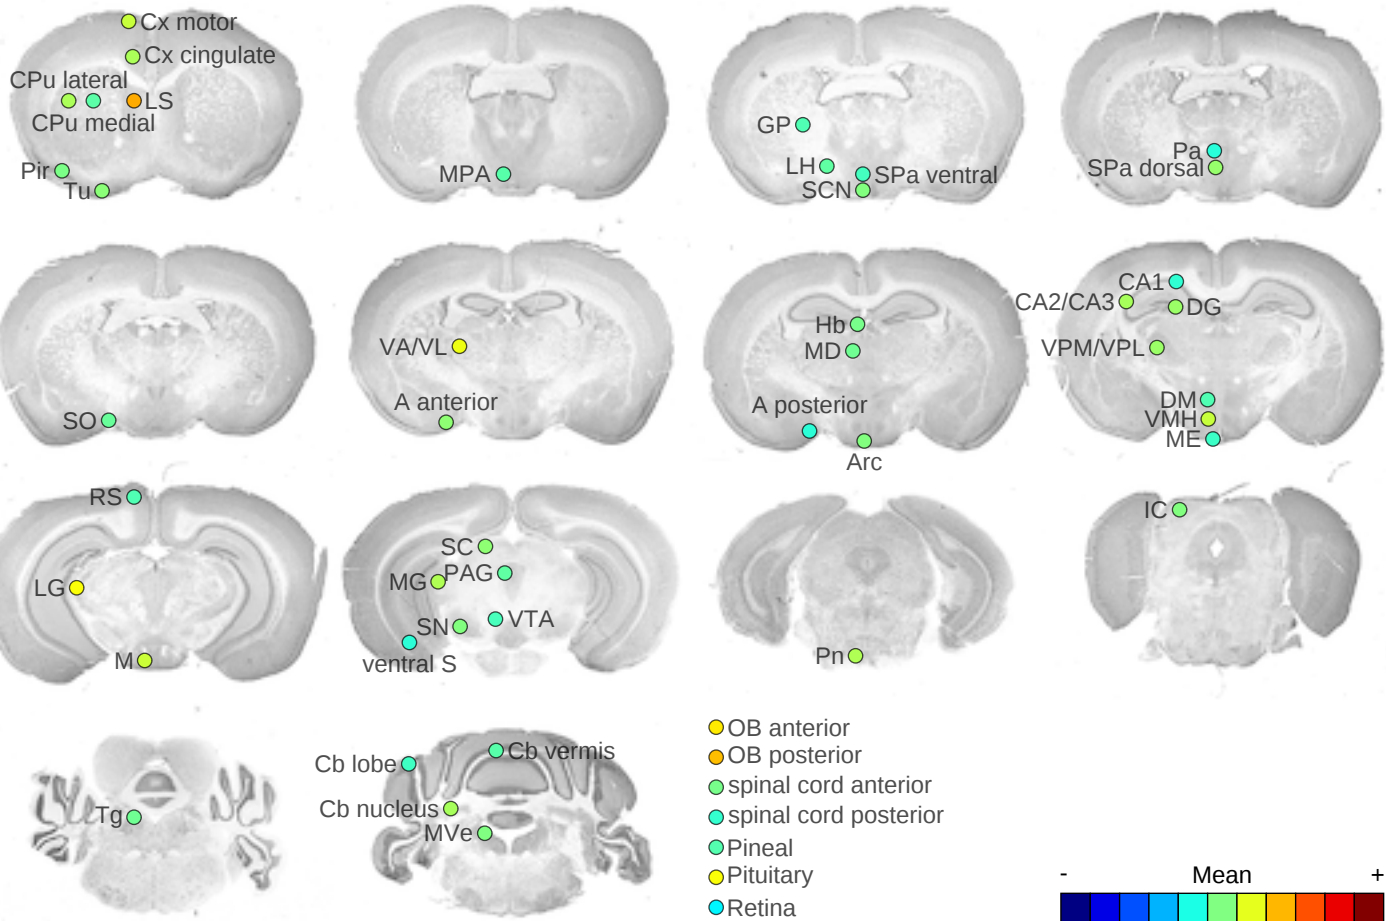 Cx motor
Cx cingulate
CPu lateral
LS
CPu medial
Pir
Tu
MPA
GP
LH
SPa ventral
SCN
Pa
SPa dorsal
SO
VA/VL
A anterior
Hb
MD
A posterior
Arc
CA1
CA2/CA3
DG
VPM/VPL
DM
VMH
ME
RS
LG
M
SC
MG
PAG
SN
VTA
ventral S
Pn
IC
Tg
Cb lobe
Cb vermis
Cb nucleus
MVe
OB anterior
OB posterior
spinal cord anterior
spinal cord posterior
Pineal
Pituitary
Retina
- Mean +